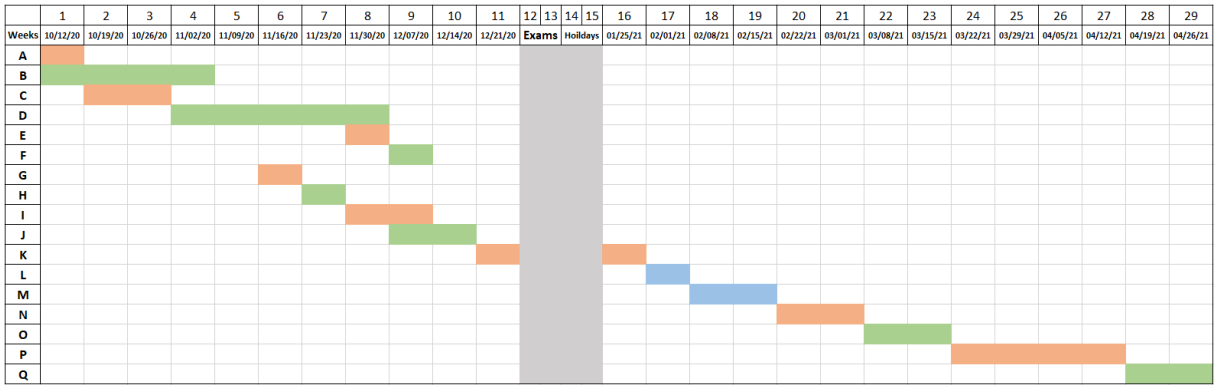 1 2 3 4 5 6 7 8 9 10 11 12 13 14 15 16 17 18 19 20 21 22 23 24 25 26 27 28 29
Weeks 10/12/20 10/19/20 10/26/20 11/02/20 11/09/20 11/16/20 11/23/20 11/30/20 12/07/20 12/14/20 12/21/20 Exams Hoildays 01/25/21 02/01/21 02/08/21 02/15/21 02/22/21 03/01/21 03/08/21 03/15/21 03/22/21 03/29/21 04/05/21 04/12/21 04/19/21 04/26/21
A
B
C
D
E
F
G
H
I
J
K
L
M
N
O
P
Q